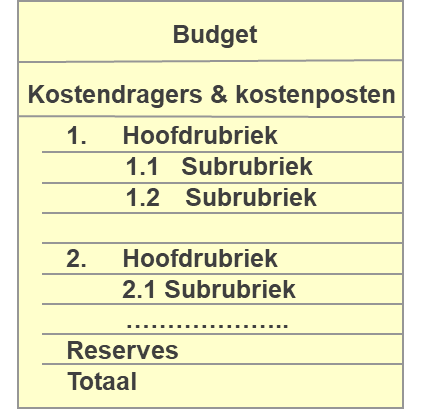 Budget
Kostendragers & kostenposten
1. Hoofdrubriek
1.1 Subrubriek
1.2 Subrubriek
2. Hoofdrubriek
2.1 Subrubriek
…………………..
Reserves
Totaal